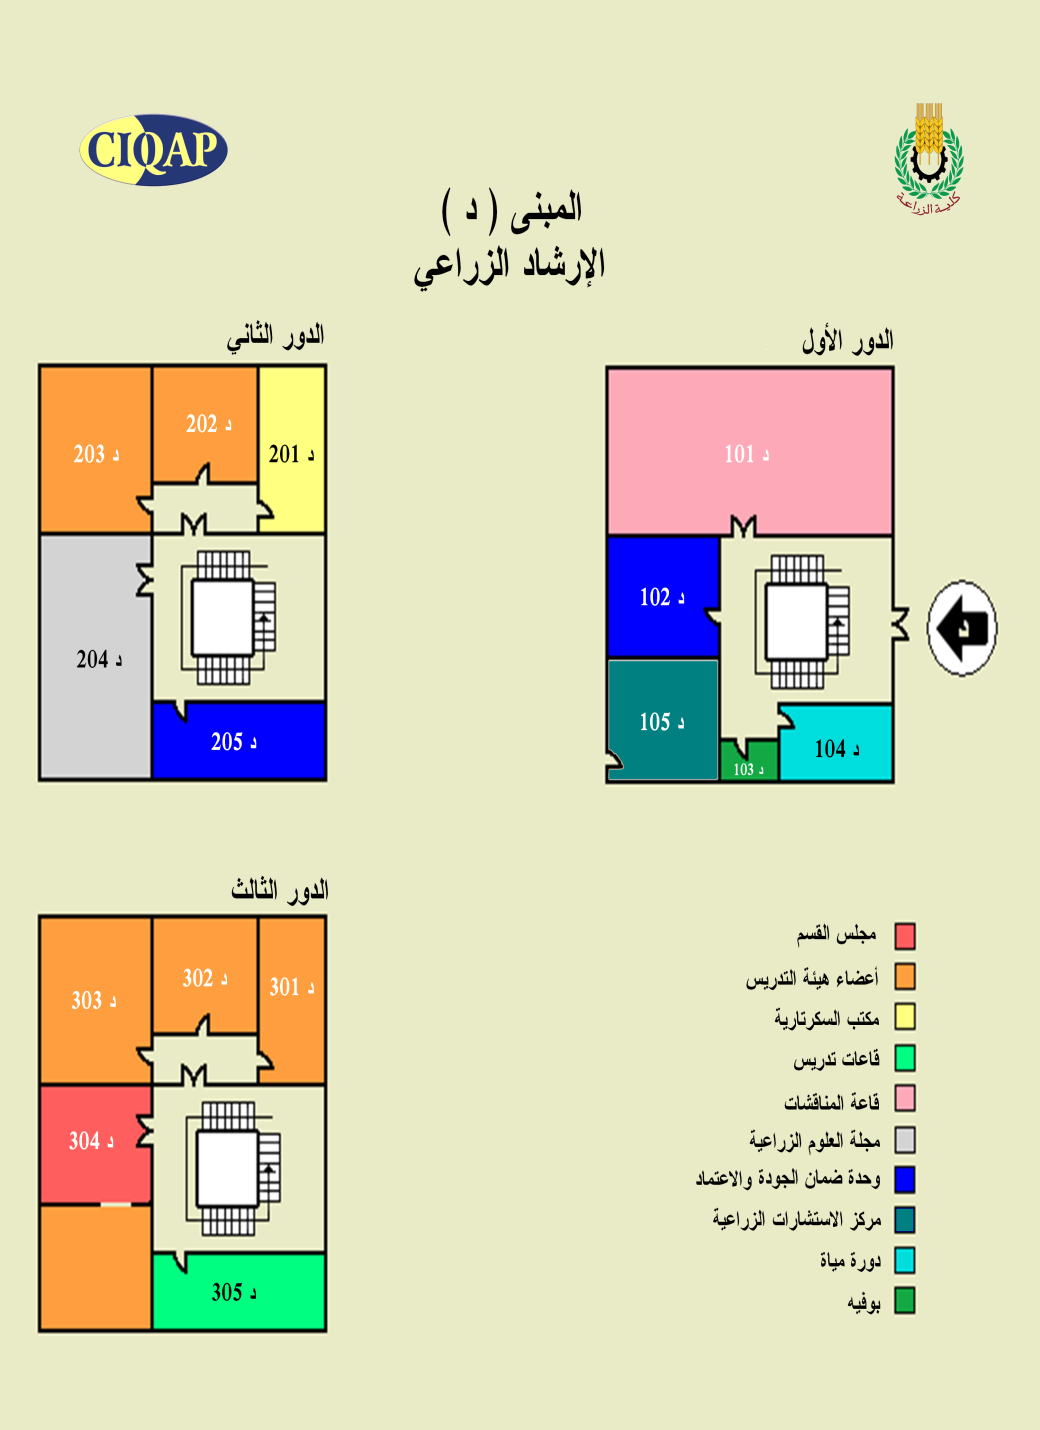 CIQAP
كلية الزراعة
المبنى ( د )
الإرشاد الزراعي
الدور الأول
د 101
د 102
د 105
د 103
د 104
د
الدور الثاني
د 201
د 202
د 203
د 204
د 205
الدور الثالث
د 301
د 302
د 303
د 304
د 305
مجلس القسم
أعضاء هيئة التدريس
مكتب السكرتارية
قاعات تدريس
قاعة المناقشات
مجلة العلوم الزراعية
وحدة ضمان الجودة والاعتماد
مركز الاستشارات الزراعية
دورة مياة
بوفيه